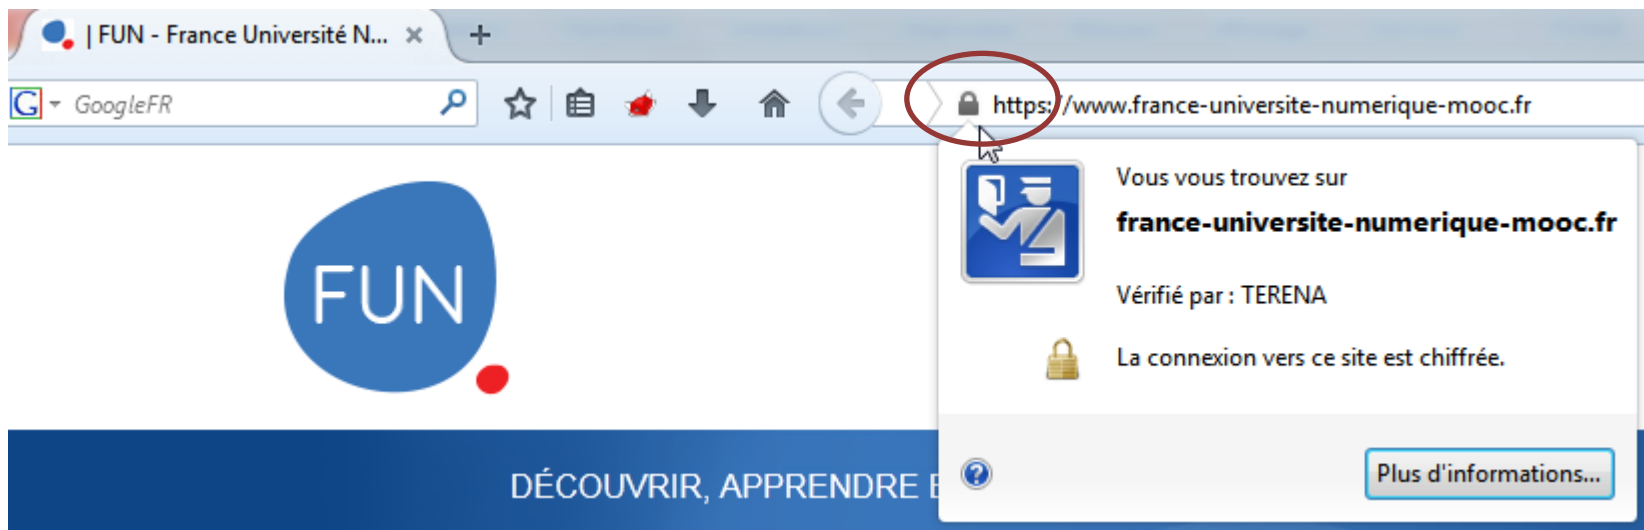 | FUN - France Université N...
GoogleFR
https://www.france-universite-numerique-mooc.fr
Vous vous trouvez sur
france-universite-numerique-mooc.fr
Vérifié par : TERENA
La connexion vers ce site est chiffrée.
Plus d'informations...
FUN
DÉCOUVRIR, APPRENDRE